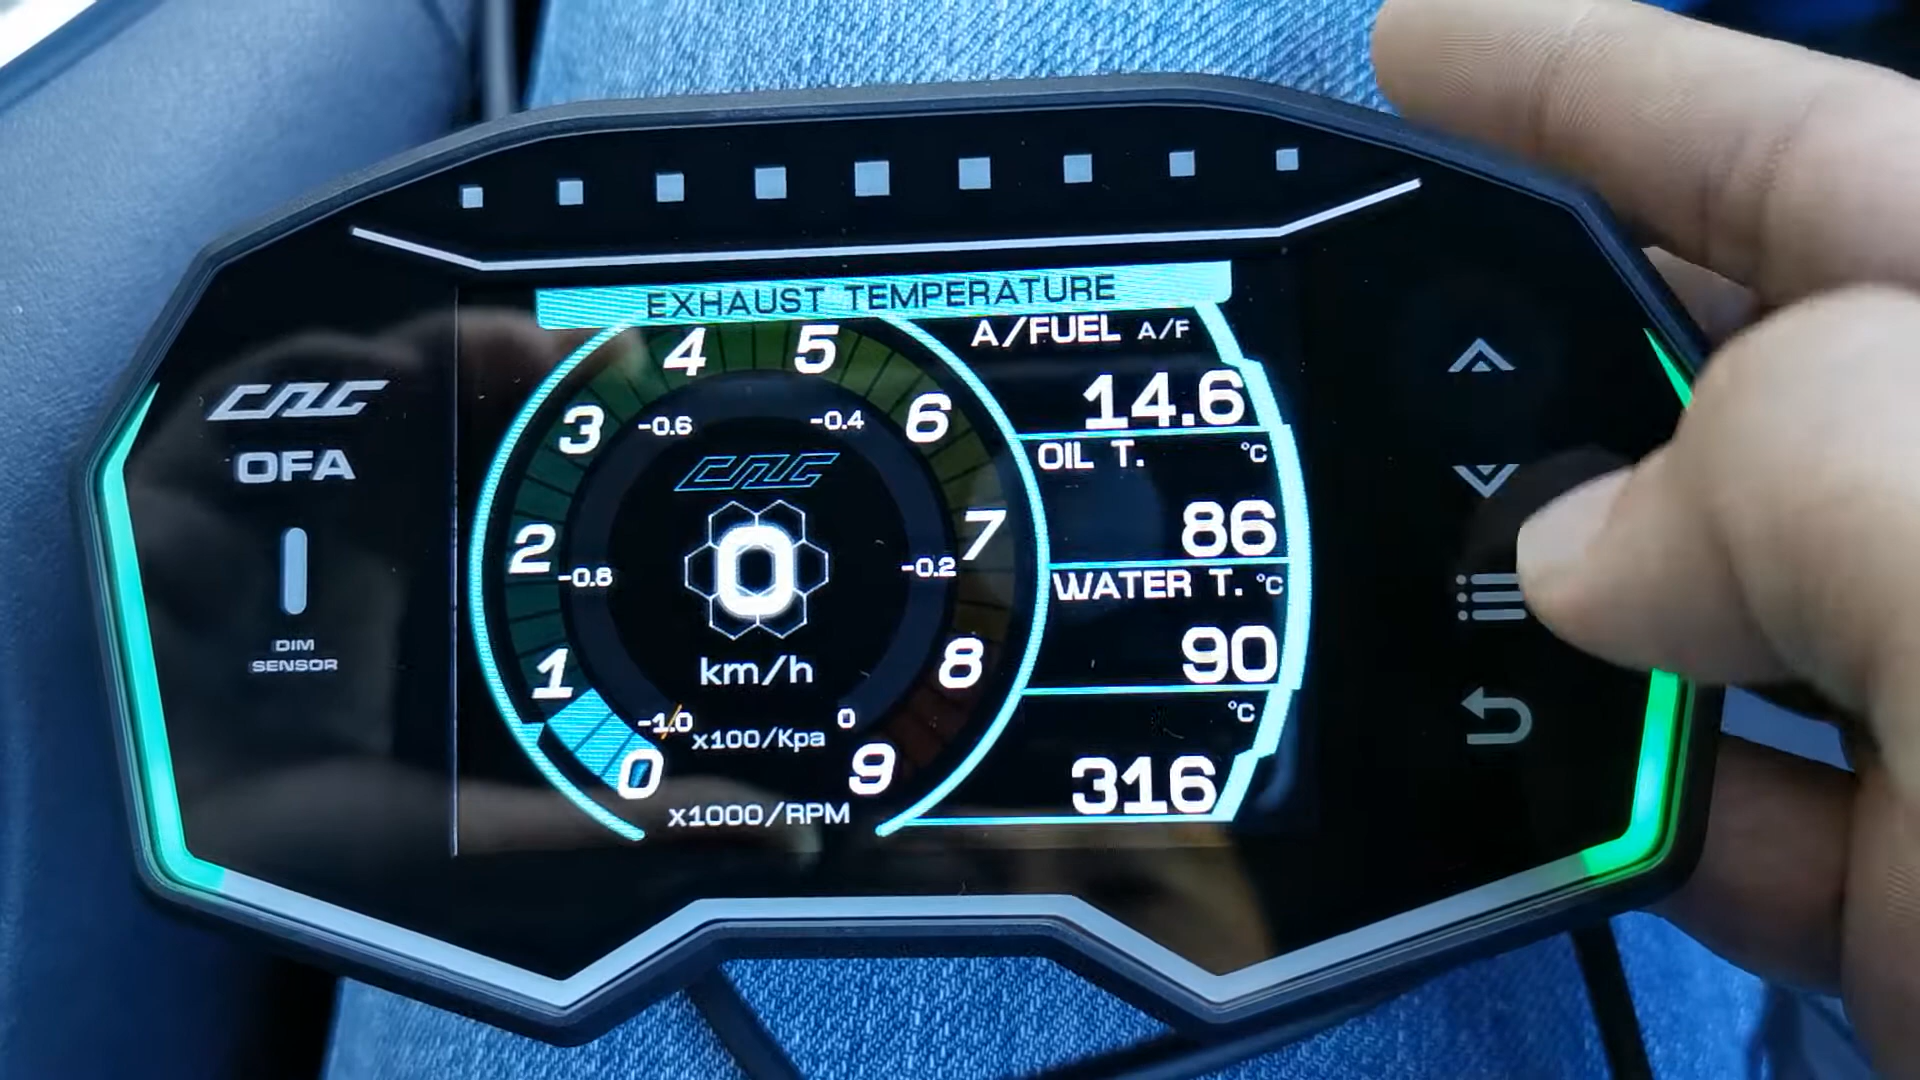 EXHAUST TEMPERATURE
A/FUEL A/F
14.6
OIL T. °C
86
WATER T. °C
90
°C
316
4 5
3 6
2 7
1 8
0 9
-0.6 -0.4
-0.8 -0.2
-1.0 0
0
km/h
x100/Kpa
x1000/RPM
OFA
DIM
SENSOR